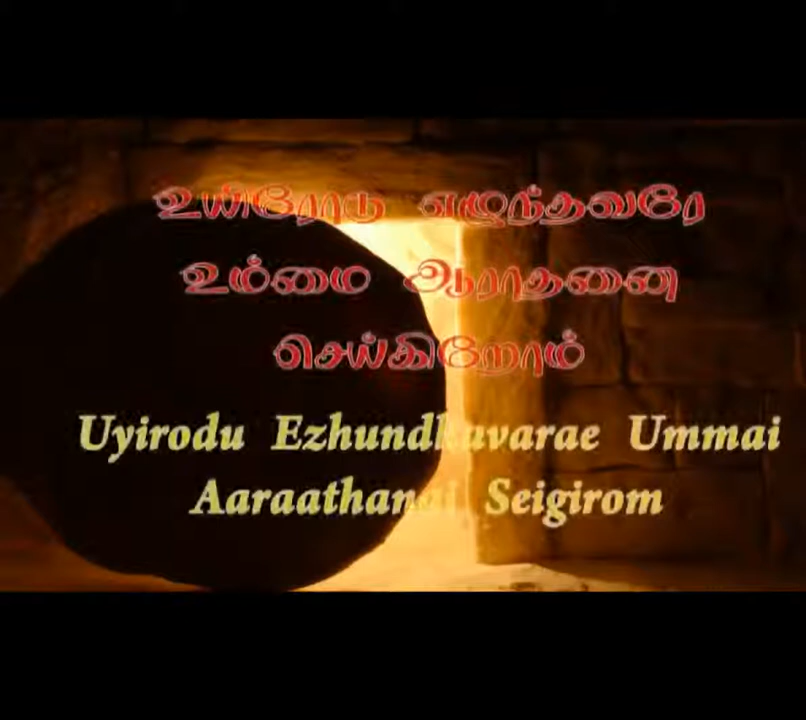 உயிரோடு எழுந்தவரே
உம்மை ஆராதனை
செய்கிறோம்
Uyirodu Ezhundhavarae Ummai
Aaraathanai Seigirom